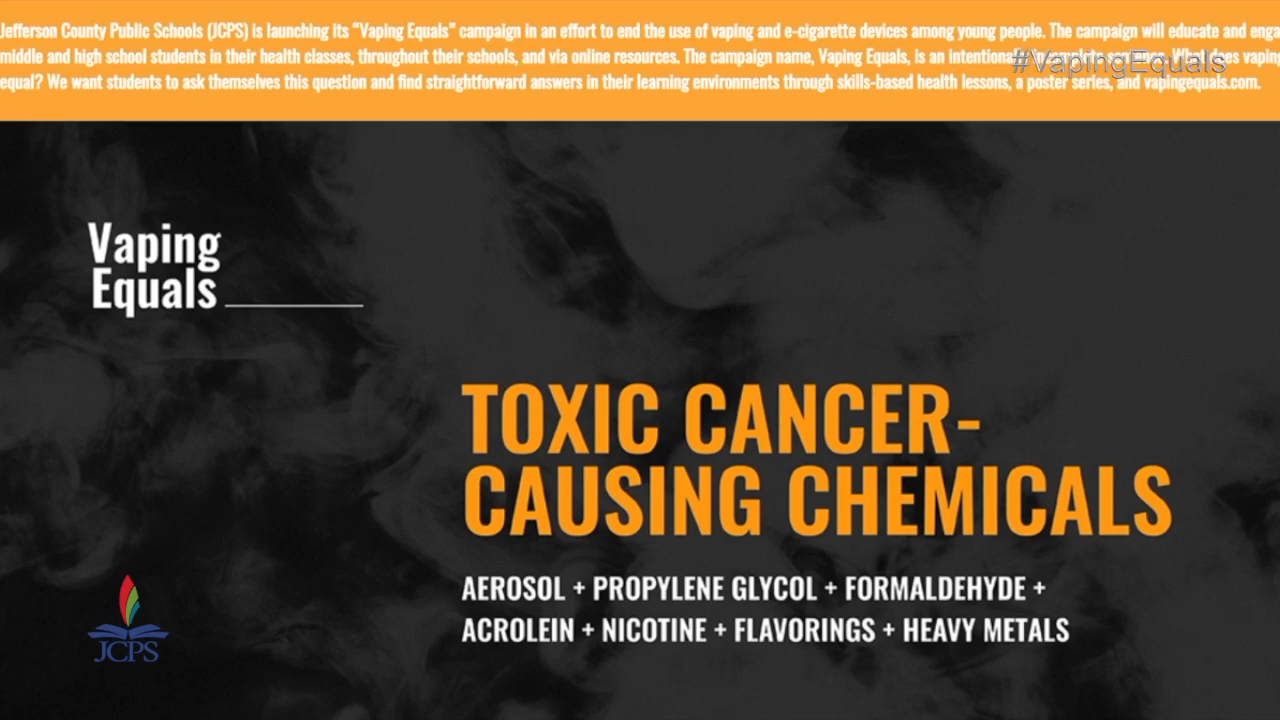 Jefferson County Public Schools (JCPS) is launching its “Vaping Equals” campaign in an effort to end the use of vaping and e-cigarette devices among young people. The campaign will educate and enga
middle and high school students in their health classes, throughout their schools, and via online resources. The campaign name, Vaping Equals, is an intentional incomplete sentence. What does vaping
equal? We want students to ask themselves this question and find straightforward answers in their learning environments through skills-based health lessons, a poster series, and vapingequals.com.
#VapingEquals
Vaping
Equals
TOXIC CANCER-
CAUSING CHEMICALS
AEROSOL + PROPYLENE GLYCOL + FORMALDEHYDE +
ACROLEIN + NICOTINE + FLAVORINGS + HEAVY METALS
JCPS